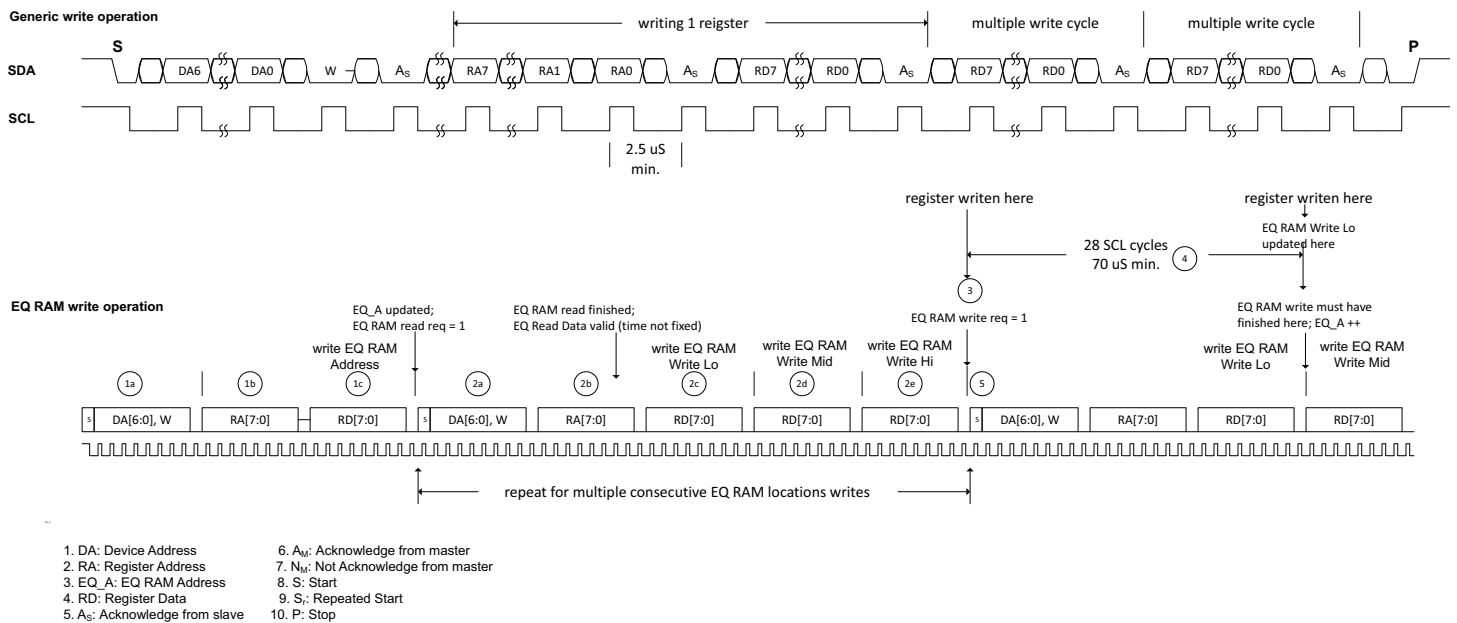 Generic write operation
writing 1 reigster
multiple write cycle
multiple write cycle
S
P
SDA
DA6 DA0 W AS RA7 RA1 RA0 AS RD7 RD0 AS RD7 RD0 AS RD7 RD0 AS
SCL
2.5 uS
min.
register writen here
register writen here
EQ RAM Write Lo
updated here
28 SCL cycles
70 uS min.
4
3
EQ RAM write operation
EQ_A updated;
EQ RAM read req = 1
EQ RAM read finished;
EQ Read Data valid (time not fixed)
EQ RAM write req = 1
EQ RAM write must have
finished here; EQ_A ++
write EQ RAM
Address
write EQ RAM
Write Lo
write EQ RAM
Write Mid
write EQ RAM
Write Hi
write EQ RAM
Write Lo
write EQ RAM
Write Mid
1a 1b 1c 2a 2b 2c 2d 2e 5
s DA[6:0], W RA[7:0] RD[7:0] s DA[6:0], W RA[7:0] RD[7:0] RD[7:0] RD[7:0] s DA[6:0], W RA[7:0] RD[7:0] RD[7:0]
repeat for multiple consecutive EQ RAM locations writes
1. DA: Device Address
2. RA: Register Address
3. EQ_A: EQ RAM Address
4. RD: Register Data
5. AS: Acknowledge from slave
6. AM: Acknowledge from master
7. NM: Not Acknowledge from master
8. S: Start
9. Sr: Repeated Start
10. P: Stop